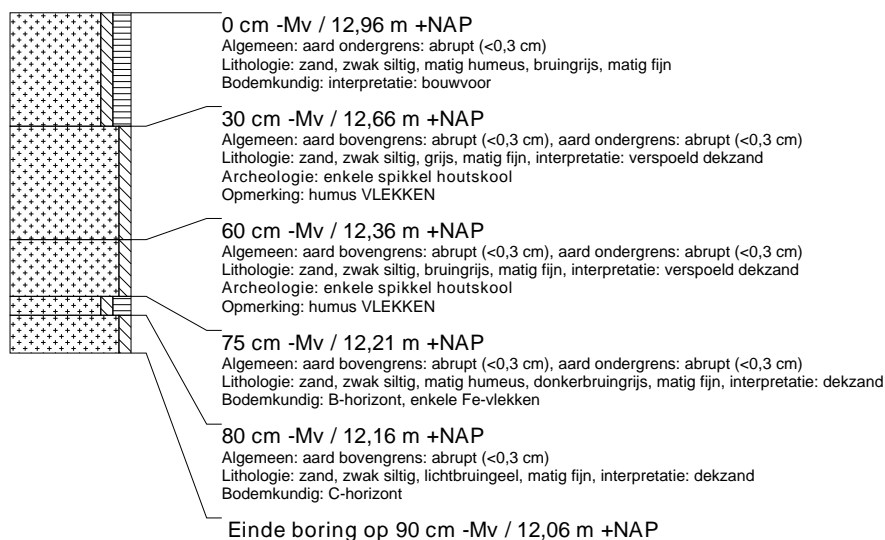 0 cm -Mv / 12,96 m +NAP
Algemeen: aard ondergrens: abrupt (<0,3 cm)
Lithologie: zand, zwak siltig, matig humeus, bruingrijs, matig fijn
Bodemkundig: interpretatie: bouwvoor
30 cm -Mv / 12,66 m +NAP
Algemeen: aard bovengrens: abrupt (<0,3 cm), aard ondergrens: abrupt (<0,3 cm)
Lithologie: zand, zwak siltig, grijs, matig fijn, interpretatie: verspoeld dekzand
Archeologie: enkele spikkel houtskool
Opmerking: humus VLEKKEN
60 cm -Mv / 12,36 m +NAP
Algemeen: aard bovengrens: abrupt (<0,3 cm), aard ondergrens: abrupt (<0,3 cm)
Lithologie: zand, zwak siltig, bruingrijs, matig fijn, interpretatie: verspoeld dekzand
Archeologie: enkele spikkel houtskool
Opmerking: humus VLEKKEN
75 cm -Mv / 12,21 m +NAP
Algemeen: aard bovengrens: abrupt (<0,3 cm), aard ondergrens: abrupt (<0,3 cm)
Lithologie: zand, zwak siltig, matig humeus, donkerbruingrijs, matig fijn, interpretatie: dekzand
Bodemkundig: B-horizont, enkele Fe-vlekken
80 cm -Mv / 12,16 m +NAP
Algemeen: aard bovengrens: abrupt (<0,3 cm)
Lithologie: zand, zwak siltig, lichtbruingeel, matig fijn, interpretatie: dekzand
Bodemkundig: C-horizont
Einde boring op 90 cm -Mv / 12,06 m +NAP